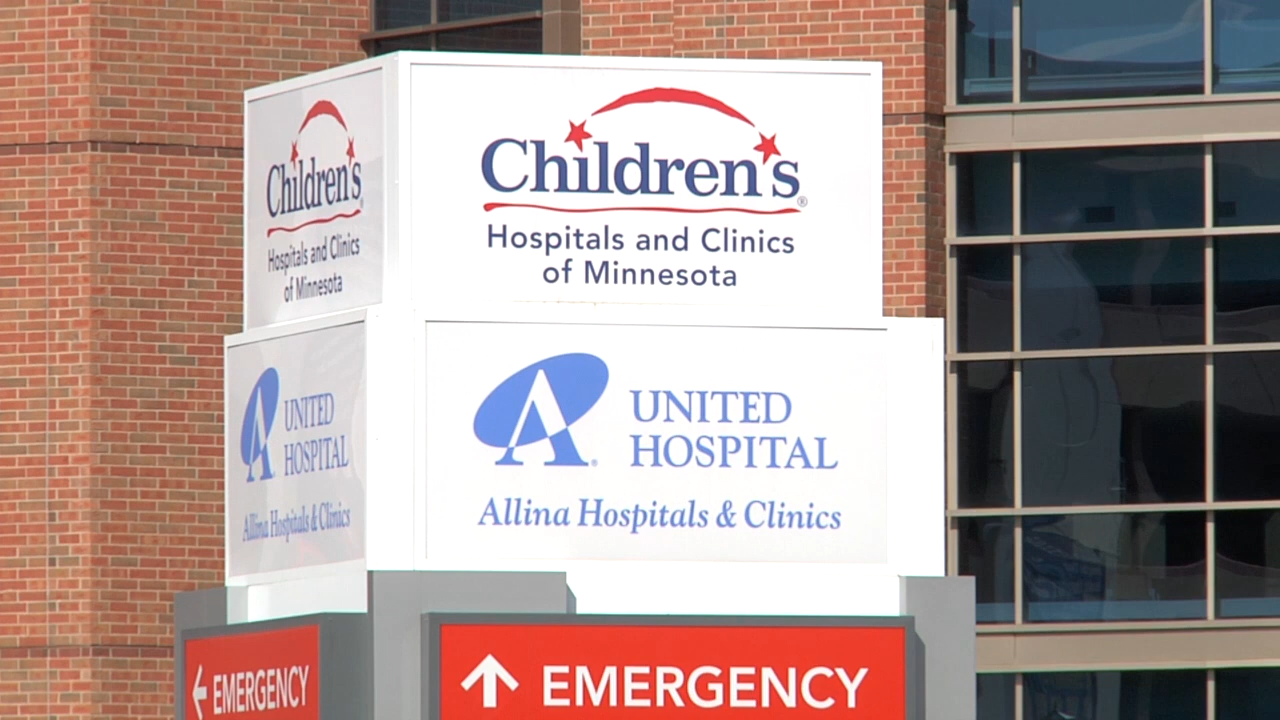 Children's
Hospitals and Clinics
of Minnesota
UNITED
HOSPITAL
Allina Hospitals & Clinics
EMERGENCY
Children's®
Hospitals and Clinics
of Minnesota
UNITED
HOSPITAL
Allina Hospitals & Clinics
EMERGENCY